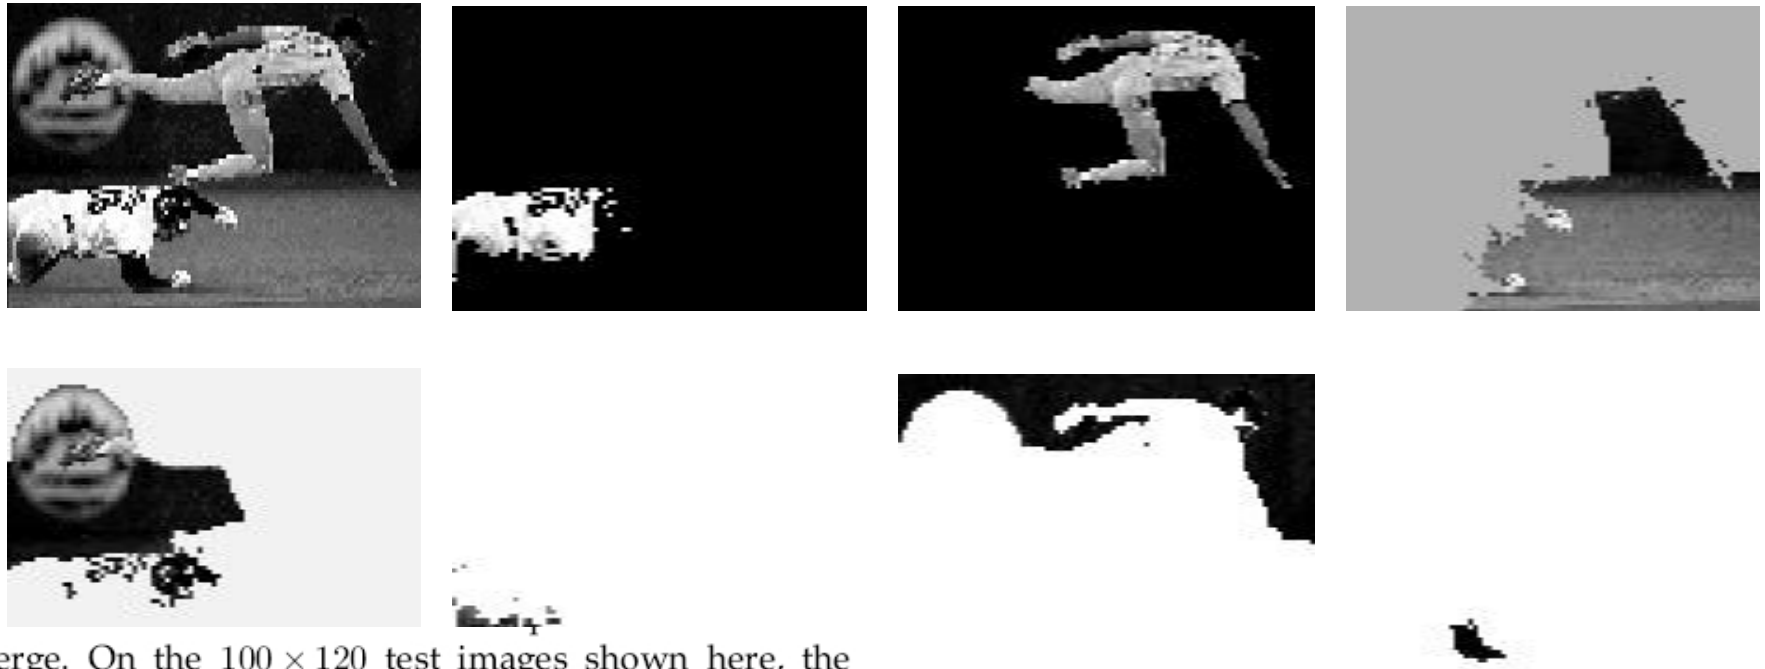 erge. On the 100 × 120 test images shown here, the